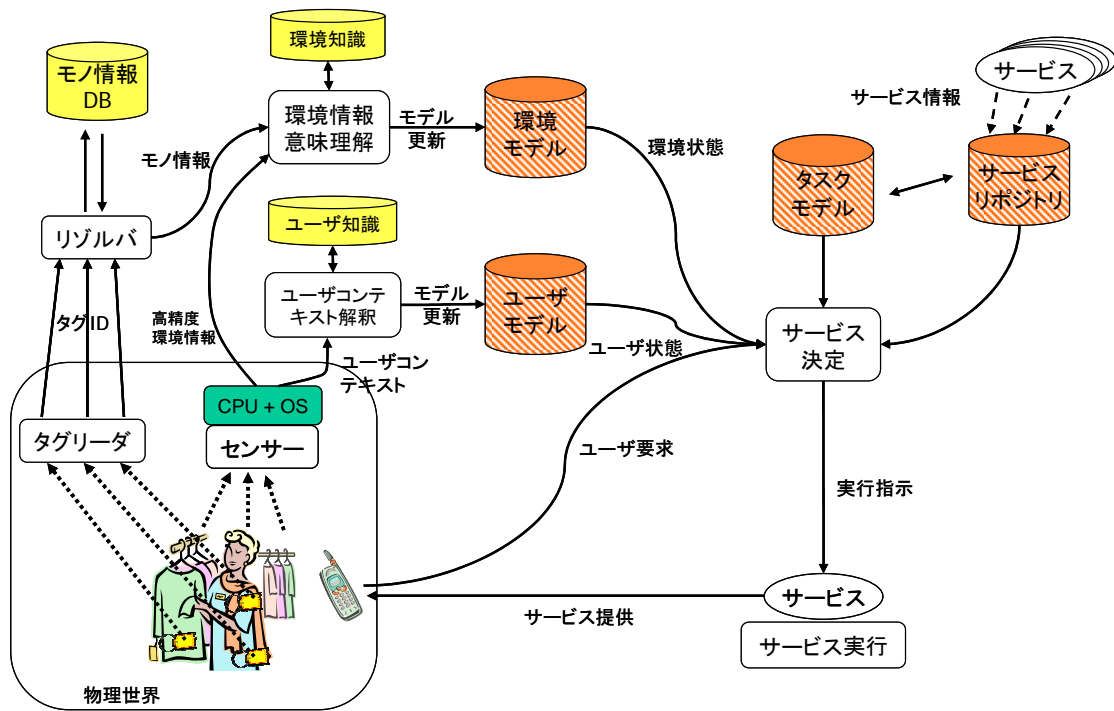 環境知識
モノ情報
DB
サービス
サービス情報
環境情報
意味理解
モデル
更新
環境
モデル
モノ情報
環境状態
タスク
モデル
サービス
リポジトリ
リゾルバ
ユーザ知識
ユーザコンテ
キスト解釈
モデル
更新
ユーザ
モデル
タグID
高精度
環境情報
ユーザ状態
サービス
決定
ユーザコン
テキスト
CPU + OS
タグリーダ
センサー
ユーザ要求
実行指示
サービス
サービス提供
サービス実行
物理世界